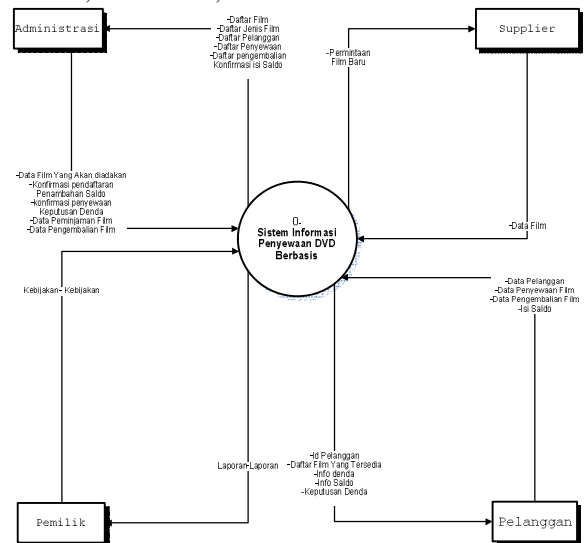 Administrasi
-Daftar Film
-Daftar Jenis Film
-Daftar Pelanggan
-Daftar Penyewaan
-Daftar pengembalian
Konfirmasi isi Saldo
-Permintaan
Film Baru
Supplier
-Data Film Yang Akan diadakan
-Konfirmasi pendaftaran
Penambahan Saldo
-konfirmasi penyewaan
Keputusan Denda
-Data Peminjaman Film
-Data Pengembalian Film
0.
Sistem Informasi
Penyewaan DVD
Berbasis
-Data Film
Kebijakan- Kebijakan
-Data Pelanggan
-Data Penyewaan Film
-Data Pengembalian Film
-Isi Saldo
Laporan-Laporan
-Id Pelanggan
-Daftar Film Yang Tersedia
-Info denda
-Info Saldo
-Keputusan Denda
Pemilik
Pelanggan